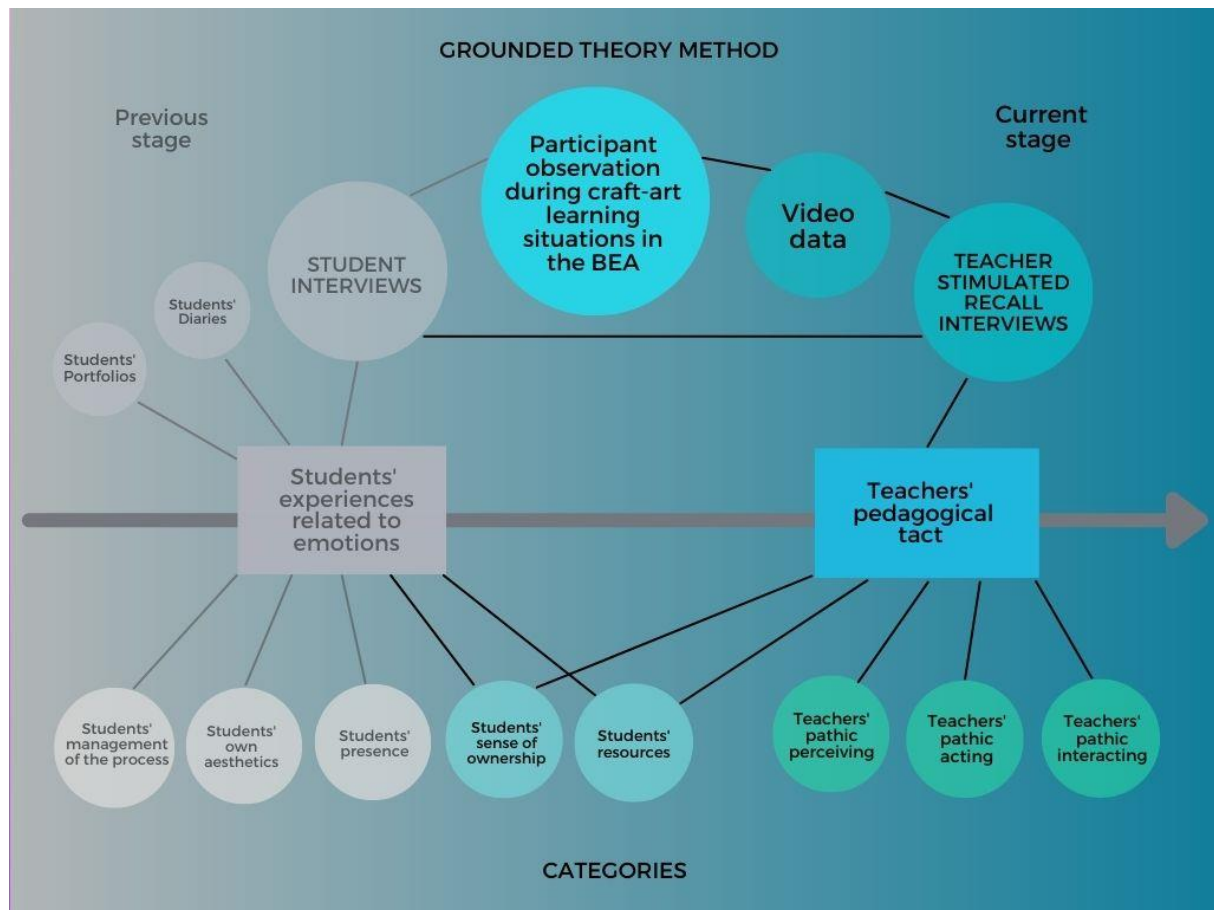 GROUNDED THEORY METHOD
Previous
stage
Current
stage
Participant
observation
during craft-art
learning
situations in
the BEA
Video
data
STUDENT
INTERVIEWS
TEACHER
STIMULATED
RECALL
INTERVIEWS
Students'
Diaries
Students'
Portfolios
Students'
experiences
related to
emotions
Teachers'
pedagogical
tact
Students'
management
of the process
Students'
own
aesthetics
Students'
presence
Students'
sense of
ownership
Students'
resources
Teachers'
pathic
perceiving
Teachers'
pathic
acting
Teachers'
pathic
interacting
CATEGORIES